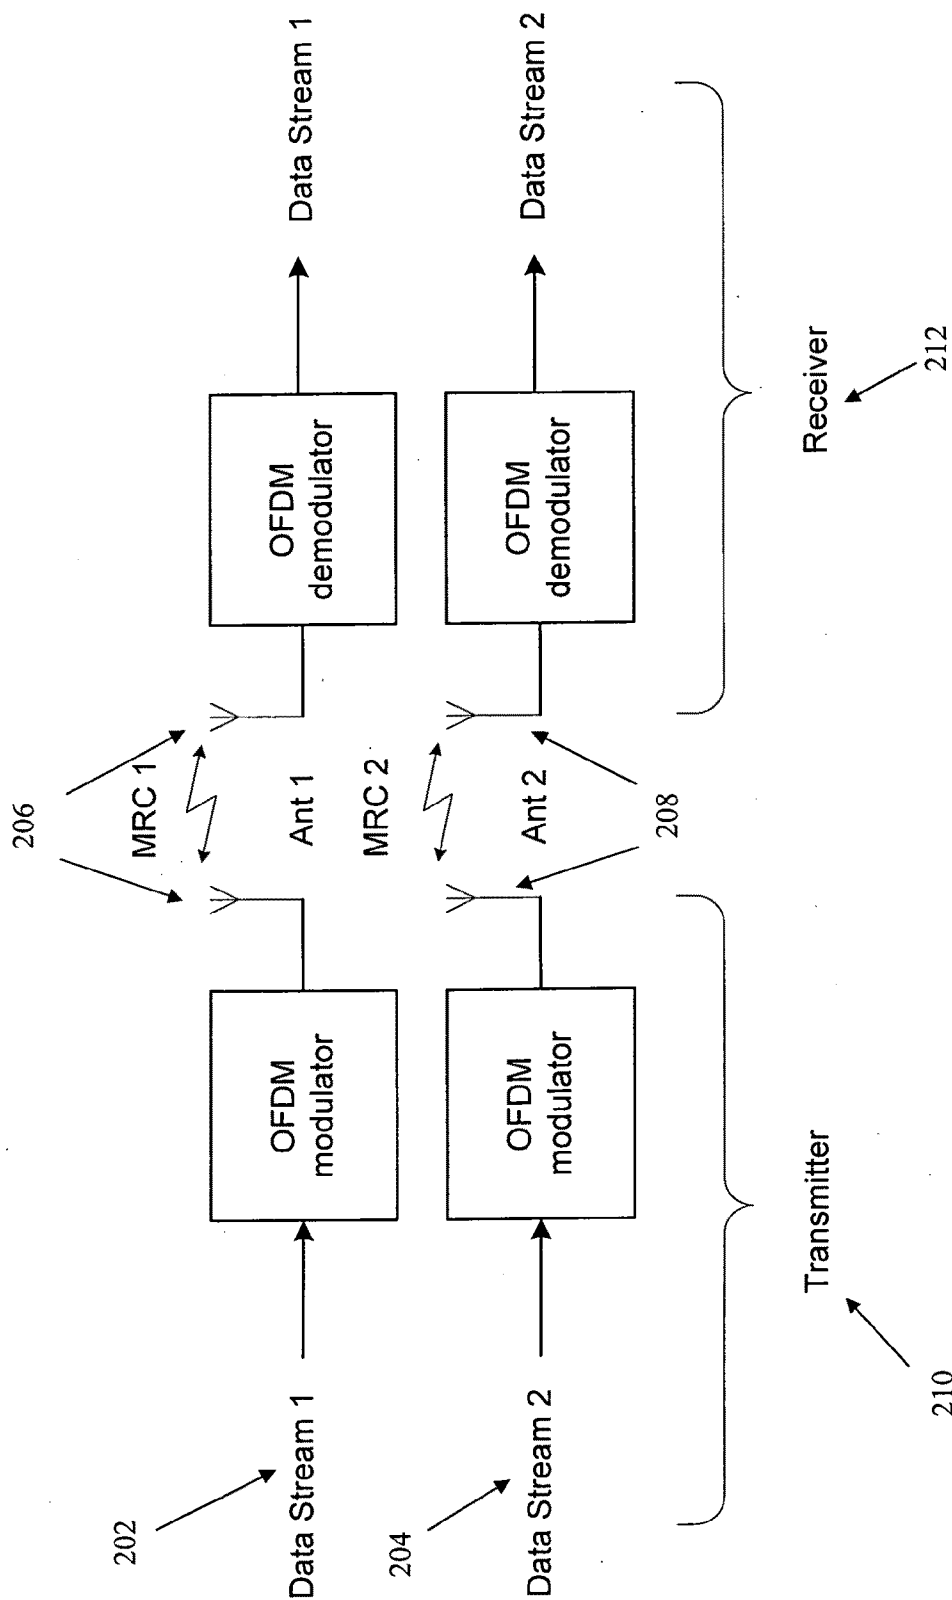 206
MRC 1
202
Data Stream 1
OFDM
modulator
Ant 1
OFDM
demodulator
Data Stream 1
MRC 2
204
Data Stream 2
OFDM
modulator
Ant 2
OFDM
demodulator
Data Stream 2
208
Transmitter
Receiver
210
212